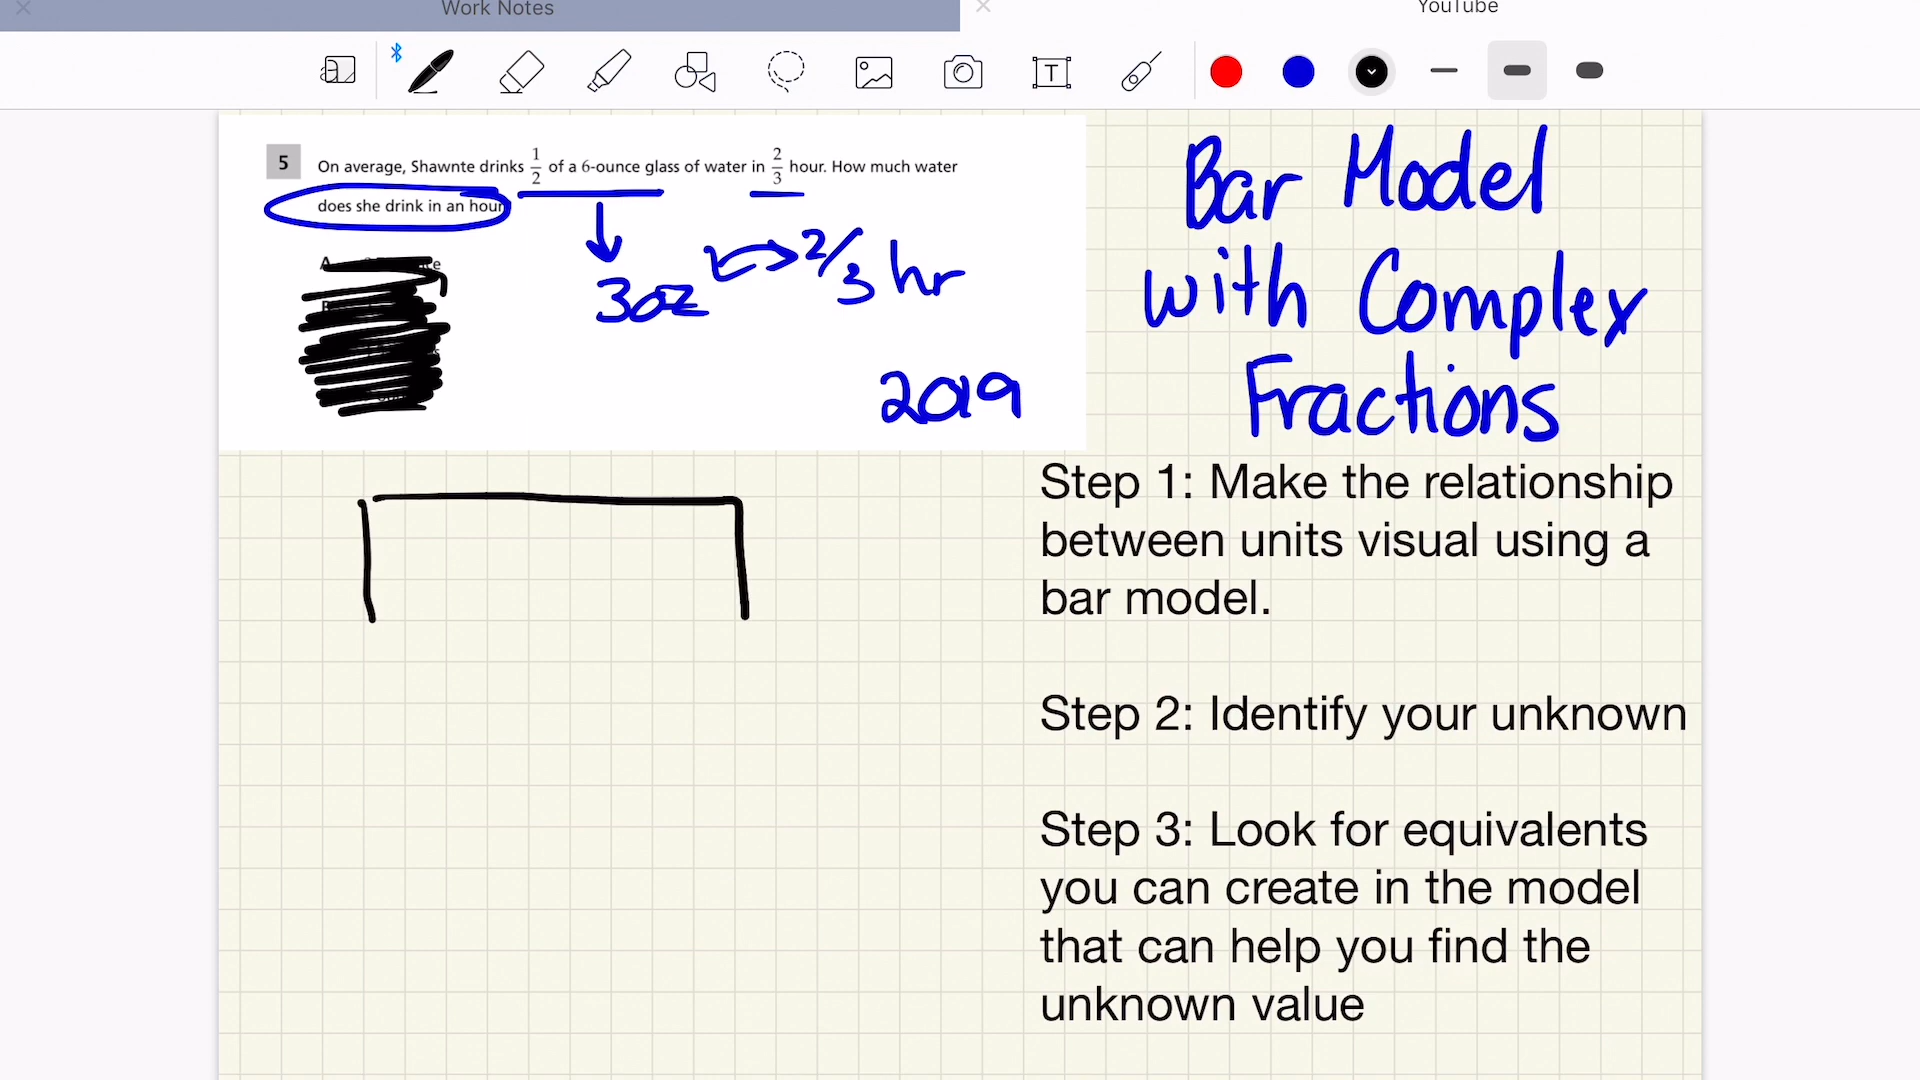 Work Notes
YouTube
T
5 On average, Shawnte drinks 1/2 of a 6-ounce glass of water in 2/3 hour. How much water
does she drink in an hour
3oz
2/3 hr
2019
Bar Model
with Complex
Fractions
Step 1: Make the relationship
between units visual using a
bar model.
Step 2: Identify your unknown
Step 3: Look for equivalents
you can create in the model
that can help you find the
unknown value